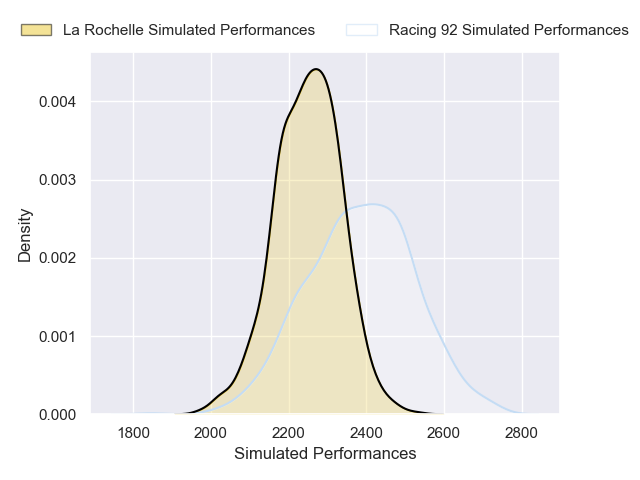 La Rochelle Simulated Performances Racing 92 Simulated Performances
0.004
0.003
0.002
0.001
0.000
Density
1800 2000 2200 2400 2600 2800
Simulated Performances